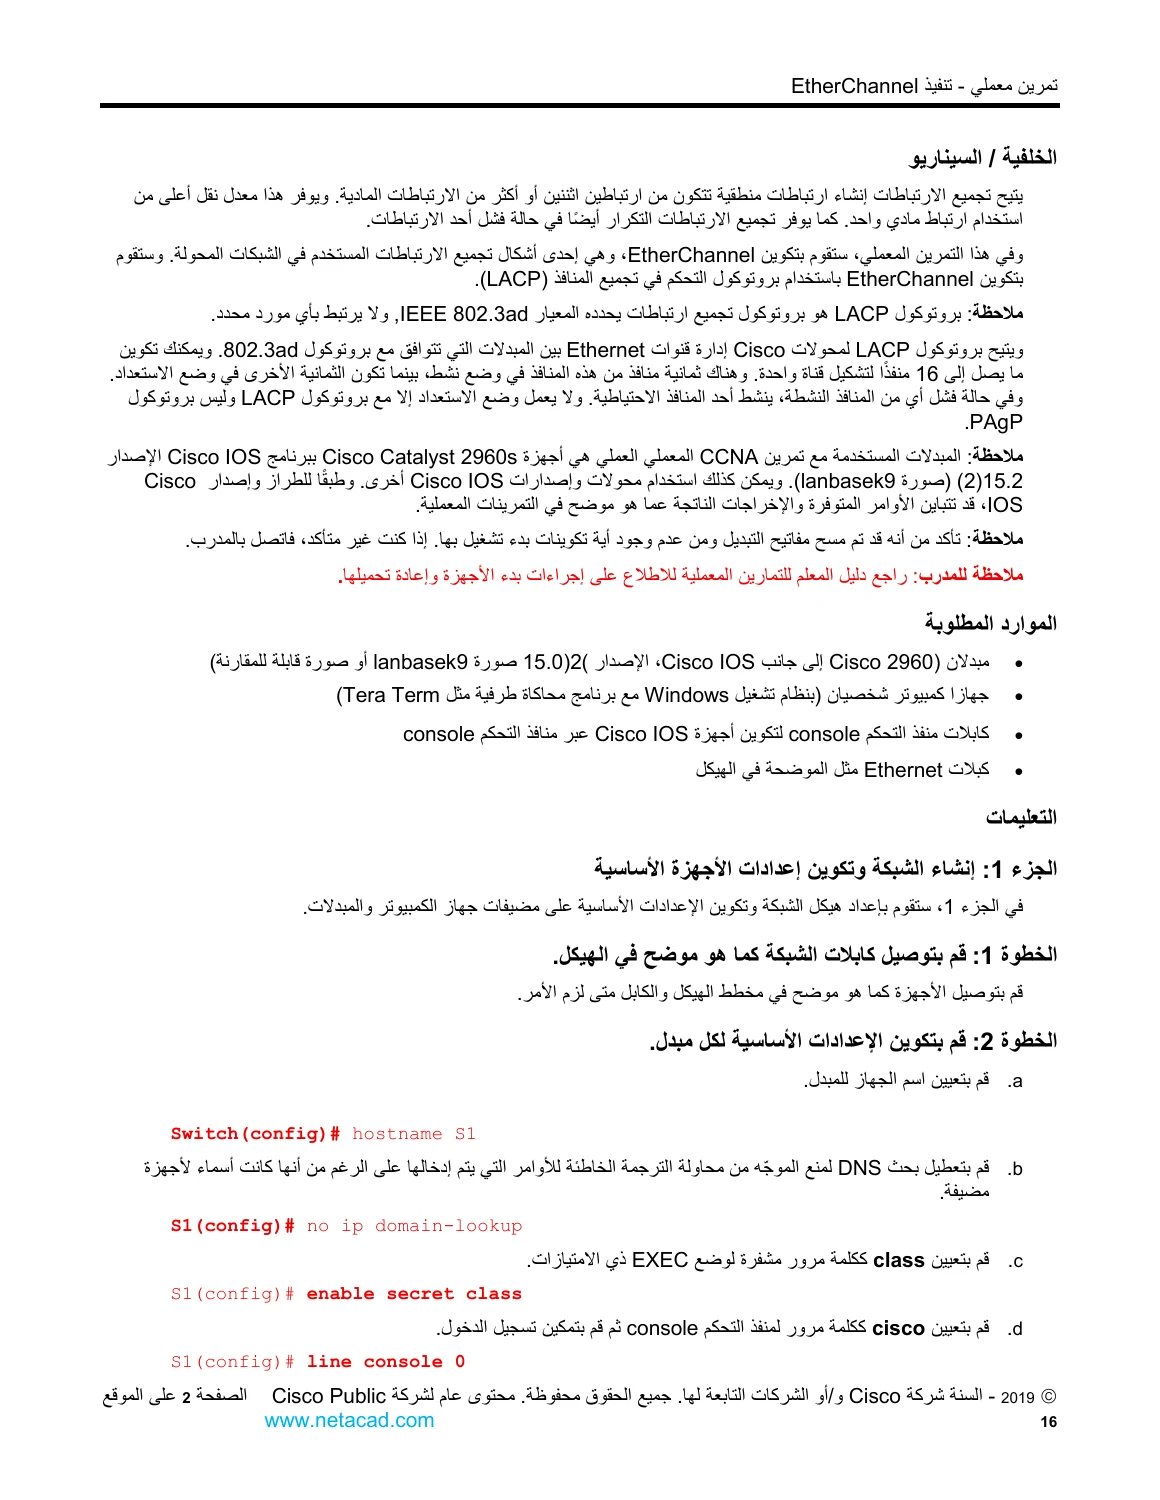 تمرين معملي - تنفيذ EtherChannel
الخلفية / السيناريو
يتيح تجميع الارتباطات إنشاء ارتباطات منطقية تتكون من ارتباطين اثنين أو أكثر من الارتباطات المادية. ويوفر هذا معدل نقل أعلى من
استخدام ارتباط مادي واحد. كما يوفر تجميع الارتباطات التكرار أيضًا في حالة فشل أحد الارتباطات.
وفي هذا التمرين المعملي، ستقوم بتكوين EtherChannel، وهي إحدى أشكال تجميع الارتباطات المستخدم في الشبكات المحولة. وستقوم
بتكوين EtherChannel باستخدام بروتوكول التحكم في تجميع المنافذ (LACP).
ملاحظة: بروتوكول LACP هو بروتوكول تجميع ارتباطات يحدده المعيار IEEE 802.3ad, ولا يرتبط بأي مورد محدد.
ويتيح بروتوكول LACP لمحولات Cisco إدارة قنوات Ethernet بين المبدلات التي تتوافق مع بروتوكول 802.3ad. ويمكنك تكوين
ما يصل إلى 16 منفذًا لتشكيل قناة واحدة. وهناك ثمانية منافذ من هذه المنافذ في وضع نشط، بينما تكون الثمانية الأخرى في وضع الاستعداد.
وفي حالة فشل أي من المنافذ النشطة، ينشط أحد المنافذ الاحتياطية. ولا يعمل وضع الاستعداد إلا مع بروتوكول LACP وليس بروتوكول
PAgP.
ملاحظة: المبدلات المستخدمة مع تمرين CCNA المعملي العملي هي أجهزة Cisco Catalyst 2960s ببرنامج Cisco IOS الإصدار
15.2(2) (صورة lanbasek9). ويمكن كذلك استخدام محولات وإصدارات Cisco IOS أخرى. وطبقًا للطراز وإصدار Cisco
IOS، قد تتباين الأوامر المتوفرة والإخراجات الناتجة عما هو موضح في التمرينات المعملية.
ملاحظة: تأكد من أنه قد تم مسح مفاتيح التبديل ومن عدم وجود أية تكوينات بدء تشغيل بها. إذا كنت غير متأكد، فاتصل بالمدرب.
ملاحظة للمدرب: راجع دليل المعلم للتمارين المعملية للاطلاع على إجراءات بدء الأجهزة وإعادة تحميلها.
الموارد المطلوبة
• مبدلان (Cisco 2960 إلى جانب Cisco IOS، الإصدار )2(15.0 صورة lanbasek9 أو صورة قابلة للمقارنة)
• جهازا كمبيوتر شخصيان (بنظام تشغيل Windows مع برنامج محاكاة طرفية مثل Tera Term)
• كابلات منفذ التحكم console لتكوين أجهزة Cisco IOS عبر منافذ التحكم console
• كبلات Ethernet مثل الموضحة في الهيكل
التعليمات
الجزء 1: إنشاء الشبكة وتكوين إعدادات الأجهزة الأساسية
في الجزء 1، ستقوم بإعداد هيكل الشبكة وتكوين الإعدادات الأساسية على مضيفات جهاز الكمبيوتر والمبدلات.
الخطوة 1: قم بتوصيل كابلات الشبكة كما هو موضح في الهيكل.
قم بتوصيل الأجهزة كما هو موضح في مخطط الهيكل والكابل متى لزم الأمر.
الخطوة 2: قم بتكوين الإعدادات الأساسية لكل مبدل.
a. قم بتعيين اسم الجهاز للمبدل.
Switch(config)# hostname S1
b. قم بتعطيل بحث DNS لمنع الموجّه من محاولة الترجمة الخاطئة للأوامر التي يتم إدخالها على الرغم من أنها كانت أسماء لأجهزة
مضيفة.
S1(config)# no ip domain-lookup
c. قم بتعيين class ككلمة مرور مشفرة لوضع EXEC ذي الامتيازات.
S1(config)# enable secret class
d. قم بتعيين cisco ككلمة مرور لمنفذ التحكم console ثم قم بتمكين تسجيل الدخول.
S1(config)# line console 0
© 2019 - السنة شركة Cisco و/أو الشركات التابعة لها. جميع الحقوق محفوظة. محتوى عام لشركة Cisco Public الصفحة 2 على الموقع
16 www.netacad.com